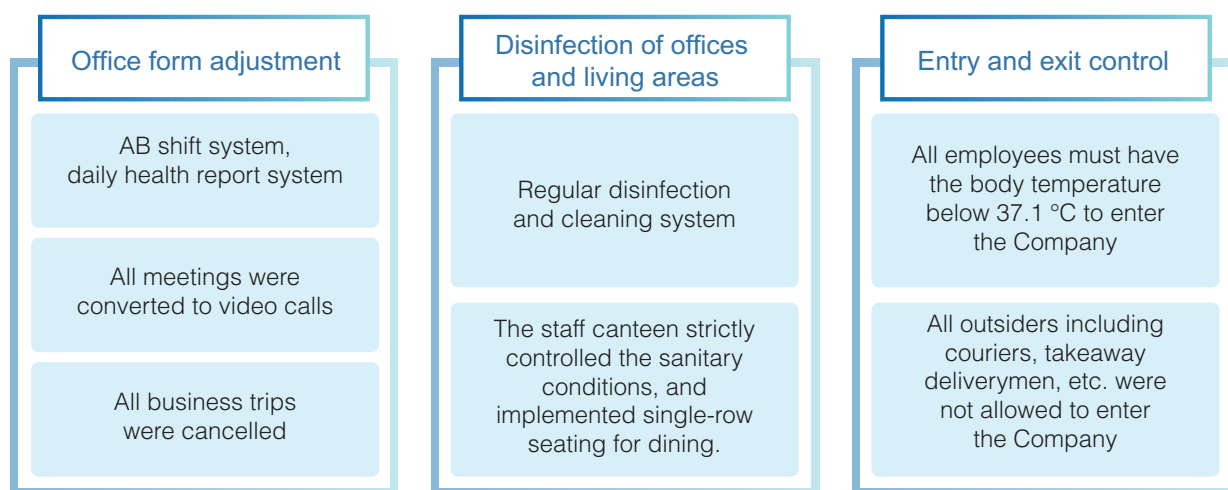 Office form adjustment
AB shift system,
daily health report system
All meetings were
converted to video calls
All business trips
were cancelled
Disinfection of offices
and living areas
Regular disinfection
and cleaning system
The staff canteen strictly
controlled the sanitary
conditions, and
implemented single-row
seating for dining.
Entry and exit control
All employees must have
the body temperature
below 37.1 °C to enter
the Company
All outsiders including
couriers, takeaway
deliverymen, etc. were
not allowed to enter
the Company